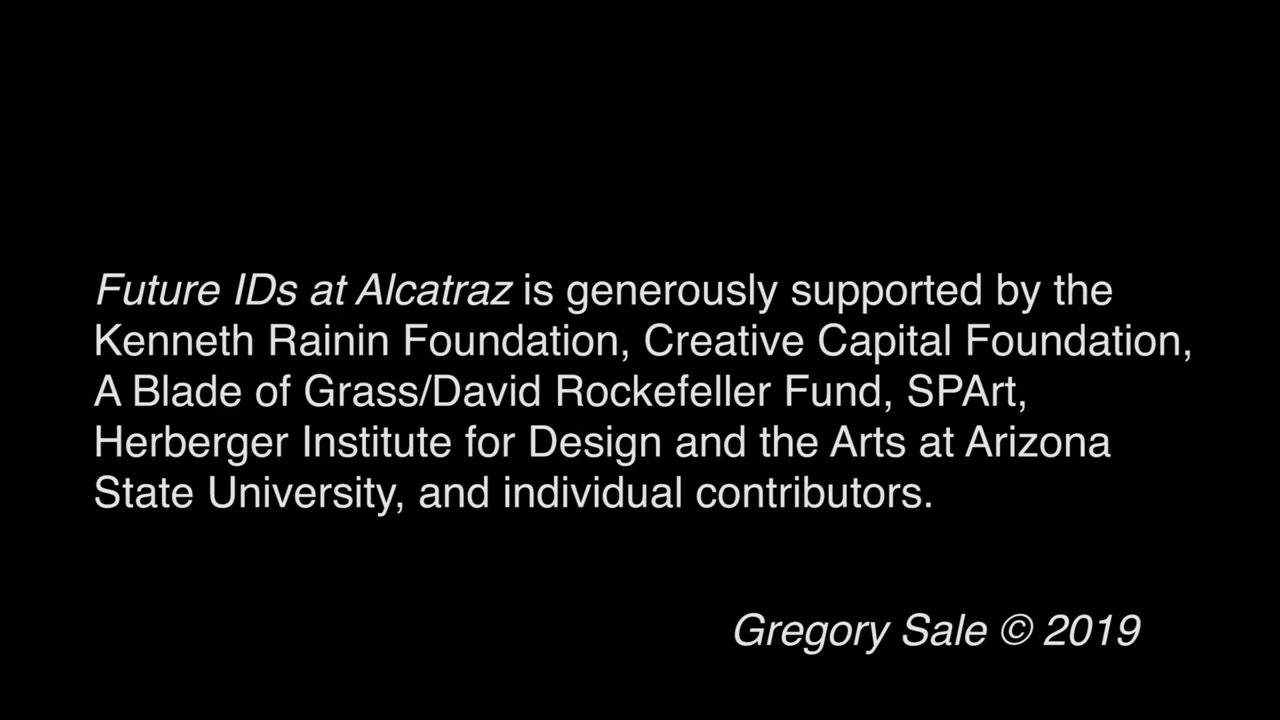 Future IDs at Alcatraz is generously supported by the
Kenneth Rainin Foundation, Creative Capital Foundation,
A Blade of Grass/David Rockefeller Fund, SPArt,
Herberger Institute for Design and the Arts at Arizona
State University, and individual contributors.
Gregory Sale © 2019